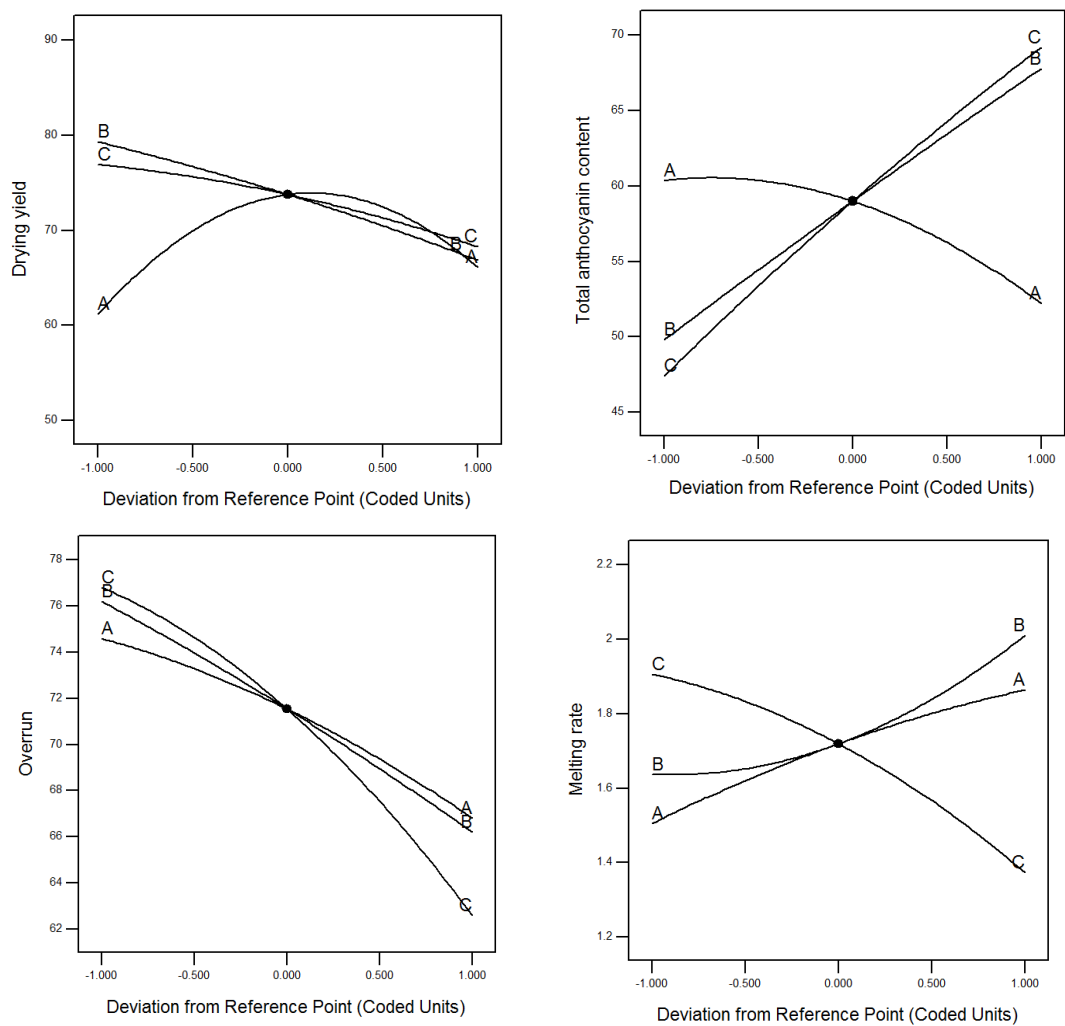 Drying yield
90
80
70
60
50
B
C
A
C
B
A
-1.000 -0.500 0.000 0.500 1.000
Deviation from Reference Point (Coded Units)
Total anthocyanin content
70
65
60
55
50
45
A
B
C
C
B
A
-1.000 -0.500 0.000 0.500 1.000
Deviation from Reference Point (Coded Units)
Overrun
78
76
74
72
70
68
66
64
62
C
B
A
A
B
C
-1.000 -0.500 0.000 0.500 1.000
Deviation from Reference Point (Coded Units)
Melting rate
2.2
2
1.8
1.6
1.4
1.2
C
B
A
B
A
C
-1.000 -0.500 0.000 0.500 1.000
Deviation from Reference Point (Coded Units)